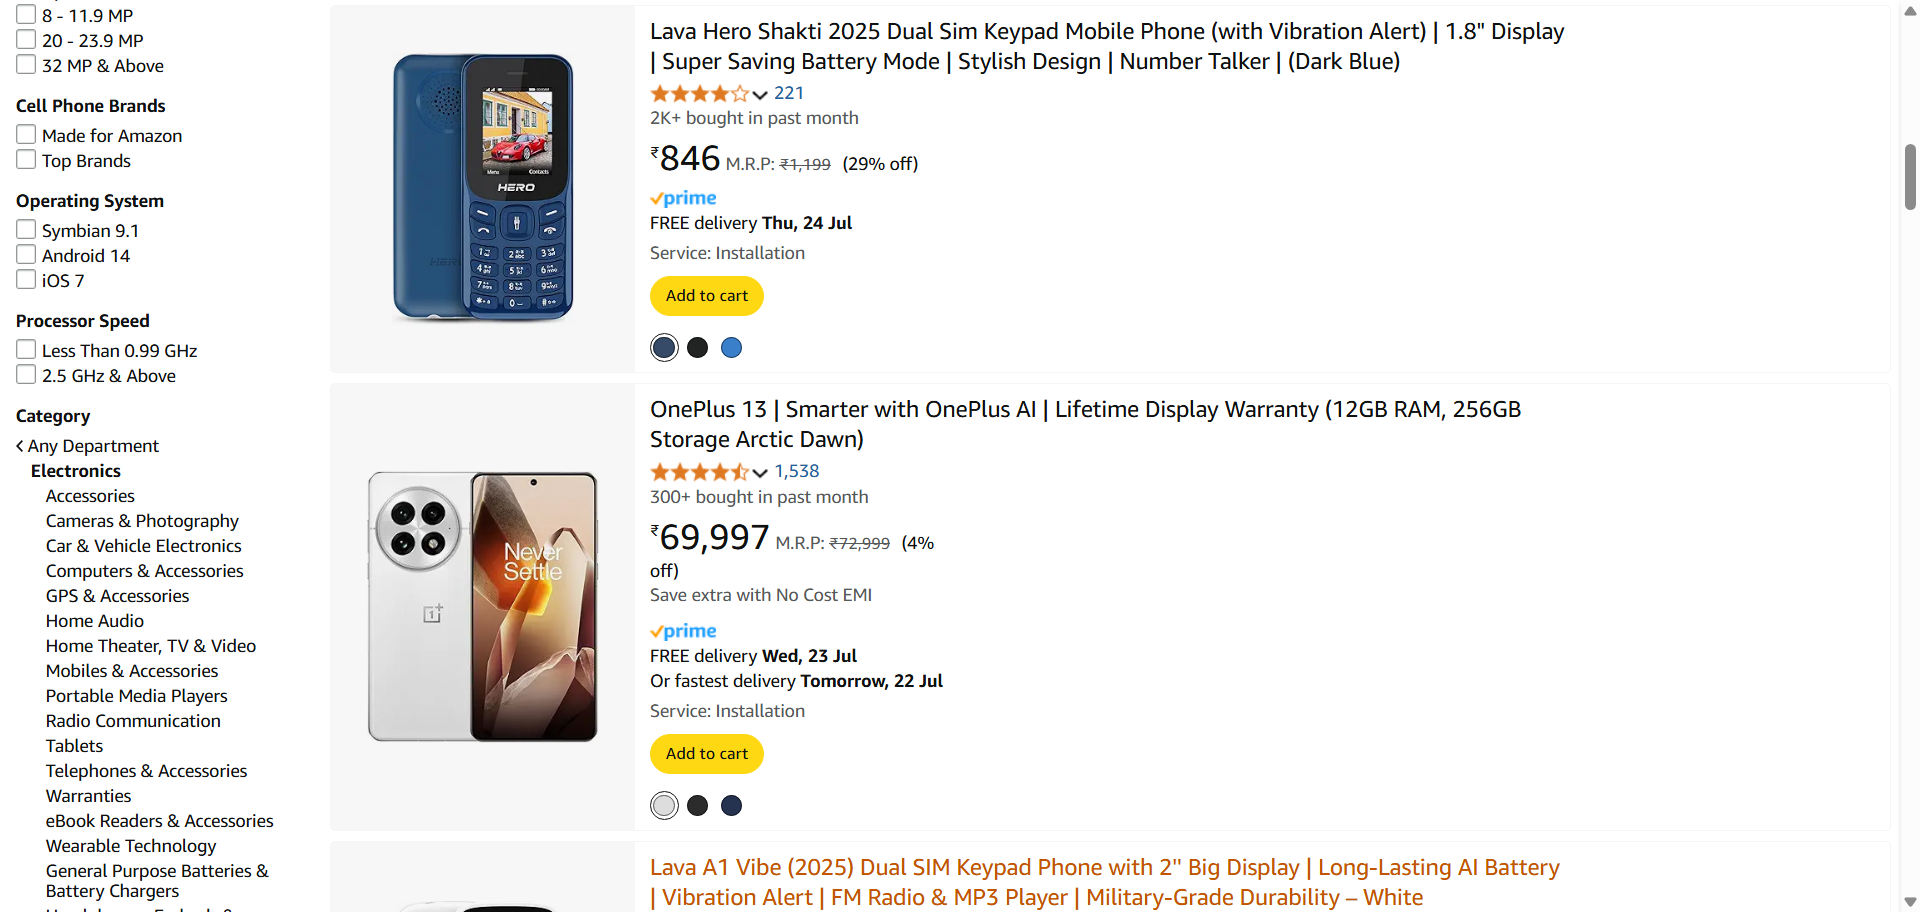 8 - 11.9 MP
20 - 23.9 MP
32 MP & Above
Cell Phone Brands
Made for Amazon
Top Brands
Operating System
Symbian 9.1
Android 14
iOS 7
Processor Speed
Less Than 0.99 GHz
2.5 GHz & Above
Category
Any Department
Electronics
Accessories
Cameras & Photography
Car & Vehicle Electronics
Computers & Accessories
GPS & Accessories
Home Audio
Home Theater, TV & Video
Mobiles & Accessories
Portable Media Players
Radio Communication
Tablets
Telephones & Accessories
Warranties
eBook Readers & Accessories
Wearable Technology
General Purpose Batteries &
Battery Chargers
Menu Contacts
HERO
Lava Hero Shakti 2025 Dual Sim Keypad Mobile Phone (with Vibration Alert) | 1.8" Display
| Super Saving Battery Mode | Stylish Design | Number Talker | (Dark Blue)
221
2K+ bought in past month
₹846 M.R.P: ₹1,199 (29% off)
prime
FREE delivery Thu, 24 Jul
Service: Installation
Add to cart
Never
Settle
OnePlus 13 | Smarter with OnePlus AI | Lifetime Display Warranty (12GB RAM, 256GB
Storage Arctic Dawn)
1,538
300+ bought in past month
₹69,997 M.R.P: ₹72,999 (4%
off)
Save extra with No Cost EMI
prime
FREE delivery Wed, 23 Jul
Or fastest delivery Tomorrow, 22 Jul
Service: Installation
Add to cart
Lava A1 Vibe (2025) Dual SIM Keypad Phone with 2" Big Display | Long-Lasting AI Battery
| Vibration Alert | FM Radio & MP3 Player | Military-Grade Durability – White